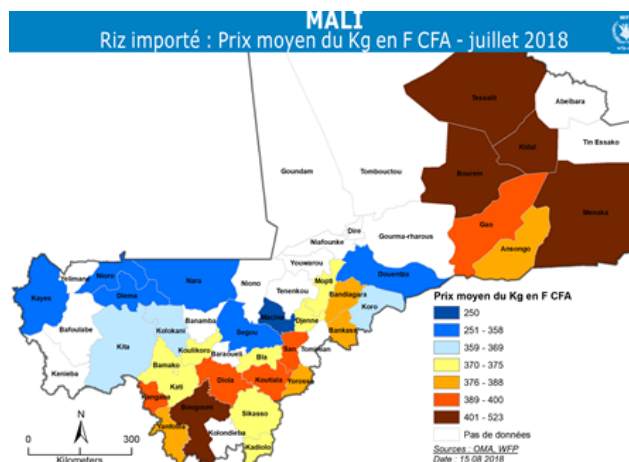 MALI
Riz importé : Prix moyen du Kg en F CFA - juillet 2018
Tessalit
Abeibara
Kidal
Tin Essako
Goundam
Tombouctou
Bourem
Menaka
Gao
Dire
Gourma-rharous
Ansongo
Niafounke
Youwarou
Yelimane
Nioro
Nara
Niono
Mopti
Douentza
Kayes
Diema
Tenenkou
Bandiagara
Koro
Macina
Djenne
Bafoulabe
Kolokani
Banamba
Segou
Bankass
Kita
Koulikoro
Baraoueli
Bla
San
Tominian
Kenieba
Bamako
Kati
Diola
Koutiala
Yorosso
Kangaba
Bougouni
Sikasso
Yanfolila
Kolondieba
Kadiolo
Prix moyen du Kg en F CFA
250
251 - 358
359 - 369
370 - 375
376 - 388
389 - 400
401 - 523
Pas de données
N
0
300
Kilometers
Sources : OMA, WFP
Date : 15 08 2018